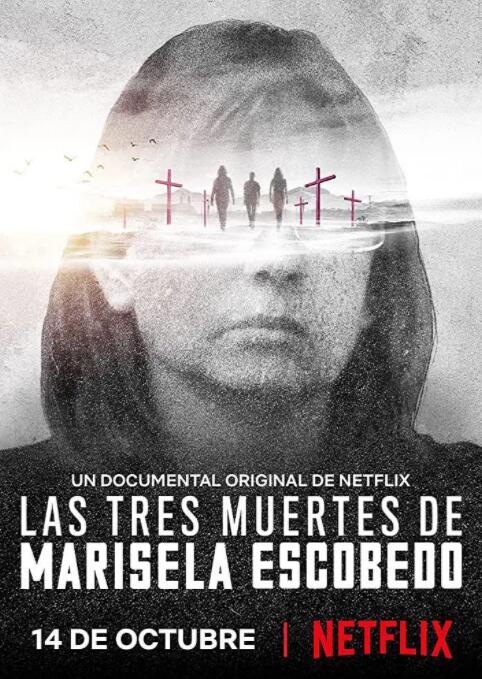 UN DOCUMENTAL ORIGINAL DE NETFLIX
LAS TRES MUERTES DE
MARISELA ESCOBEDO
14 DE OCTUBRE | NETFLIX